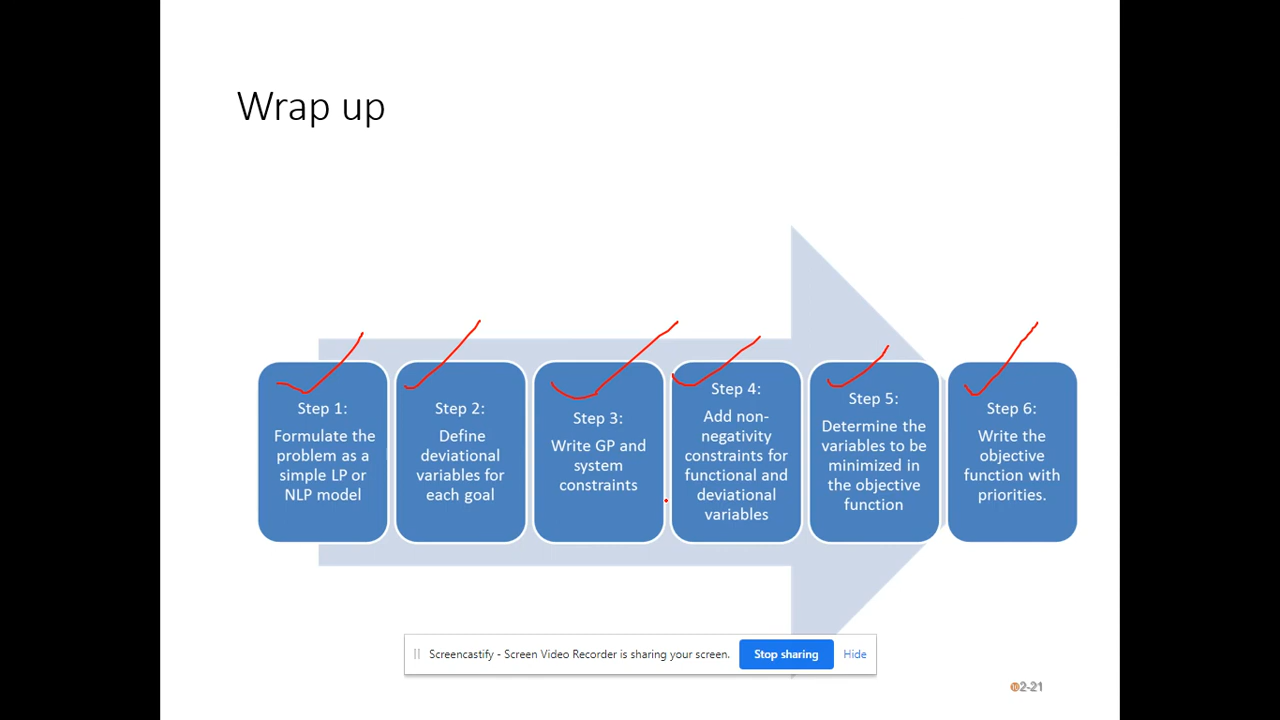 Wrap up
Step 1:
Formulate the
problem as a
simple LP or
NLP model
Step 2:
Define
deviational
variables for
each goal
Step 3:
Write GP and
system
constraints
Step 4:
Add non-
negativity
constraints for
functional and
deviational
variables
Step 5:
Determine the
variables to be
minimized in
the objective
function
Step 6:
Write the
objective
function with
priorities.
Screencastify - Screen Video Recorder is sharing your screen.
Stop sharing
Hide
2-21